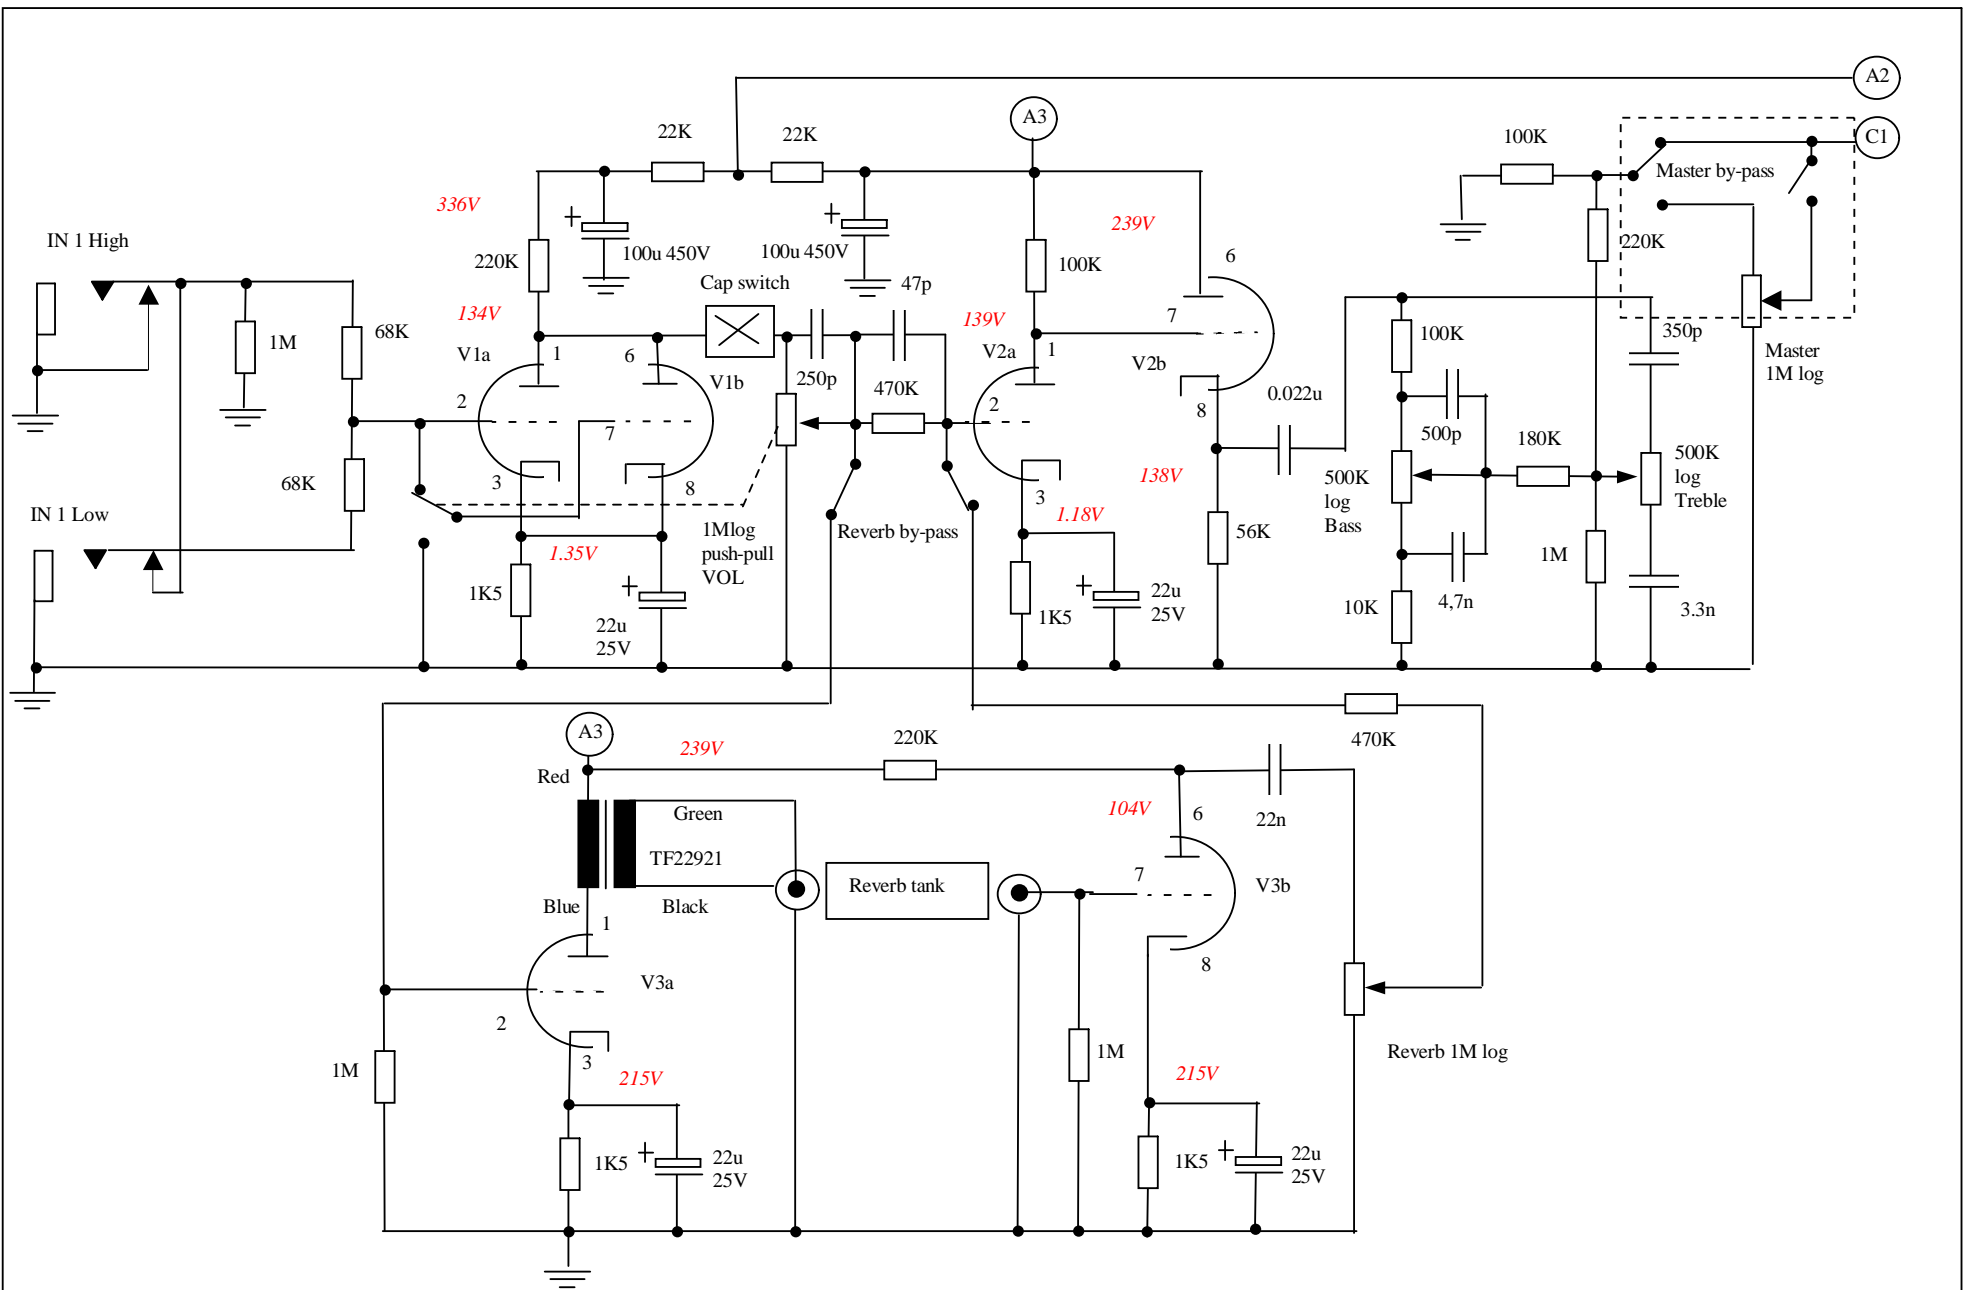 A2
A3
C1
22K
22K
100K
Master by-pass
336V
239V
IN 1 High
220K
100u 450V
100u 450V
6
220K
100K
Cap switch
47p
134V
139V
7
68K
1M
V1a
1
6
V1b
250p
470K
V2a
1
V2b
100K
350p
Master
1M log
2
7
2
8
0.022u
500p
180K
500K
log
Treble
68K
3
8
3
138V
500K
log
Bass
IN 1 Low
1Mlog
push-pull
VOL
Reverb by-pass
1.18V
56K
1M
1.35V
1K5
22u
25V
1K5
22u
25V
10K
4,7n
3.3n
A3
239V
220K
470K
Red
Green
104V
6
22n
TF22921
7
Reverb tank
V3b
Blue
Black
1
8
V3a
2
3
1M
1M
Reverb 1M log
215V
215V
1K5
22u
25V
1K5
22u
25V